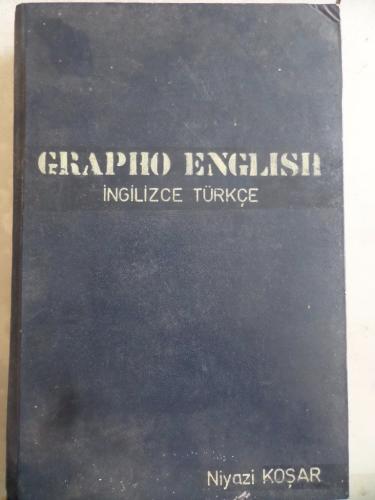 GRAPHO ENGLISH
İNGİLİZCE TÜRKÇE
Niyazi KOŞAR